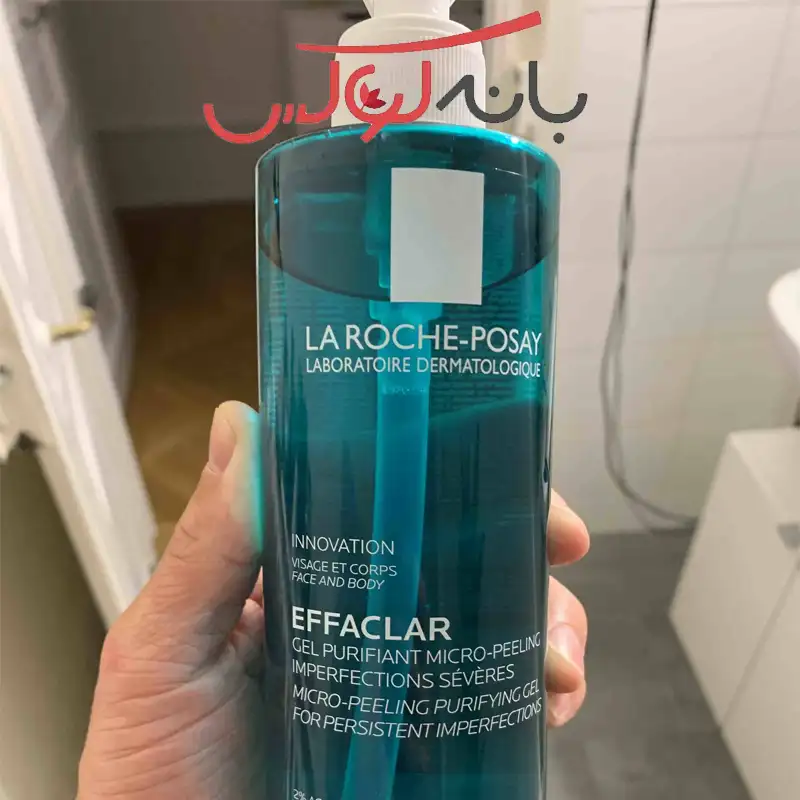 بانه لوکس
LA ROCHE-POSAY
LABORATOIRE DERMATOLOGIQUE
INNOVATION
VISAGE ET CORPS
FACE AND BODY
EFFACLAR
GEL PURIFIANT MICRO-PEELING
IMPERFECTIONS SÉVÈRES
MICRO-PEELING PURIFYING GEL
FOR PERSISTENT IMPERFECTIONS
2%